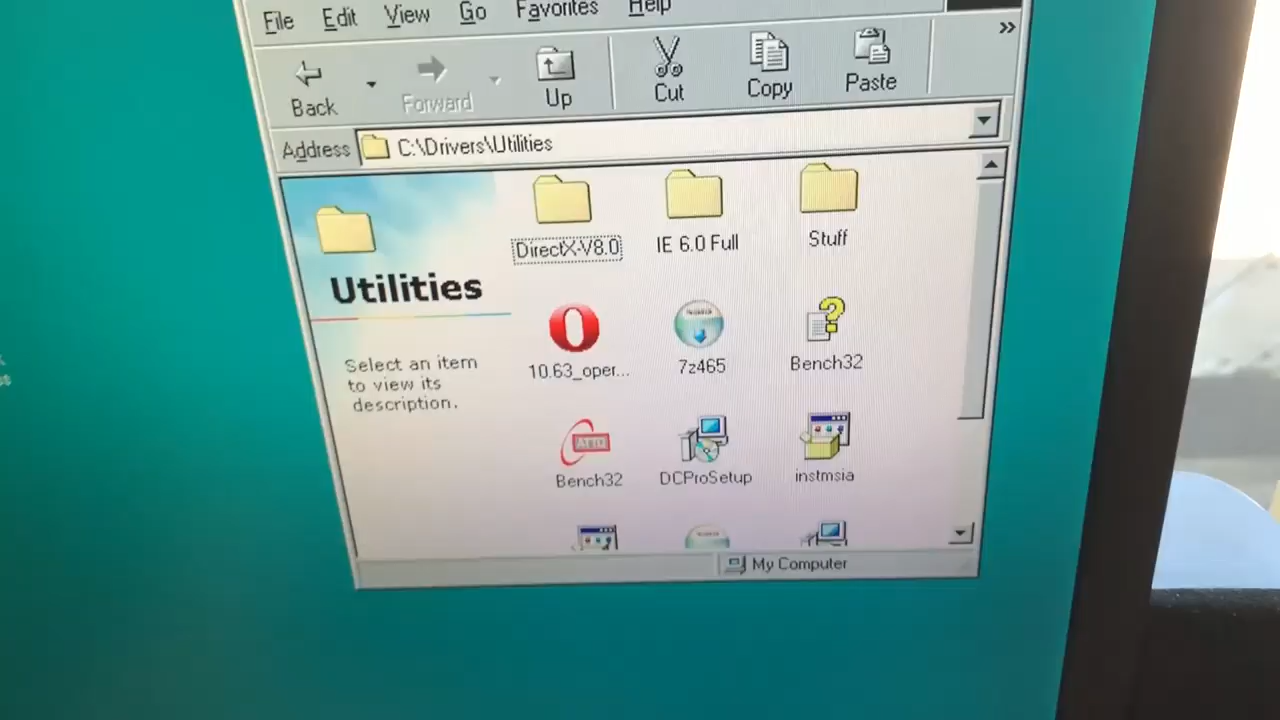 File Edit View Go Favorites Help
Back Forward Up Cut Copy Paste
Address C:\Drivers\Utilities
DirectX-V8.0 IE 6.0 Full Stuff
Utilities
Select an item
to view its
description.
10.63_oper... 7z465 Bench32
ATTO
Bench32 DCProSetup instmsia
My Computer